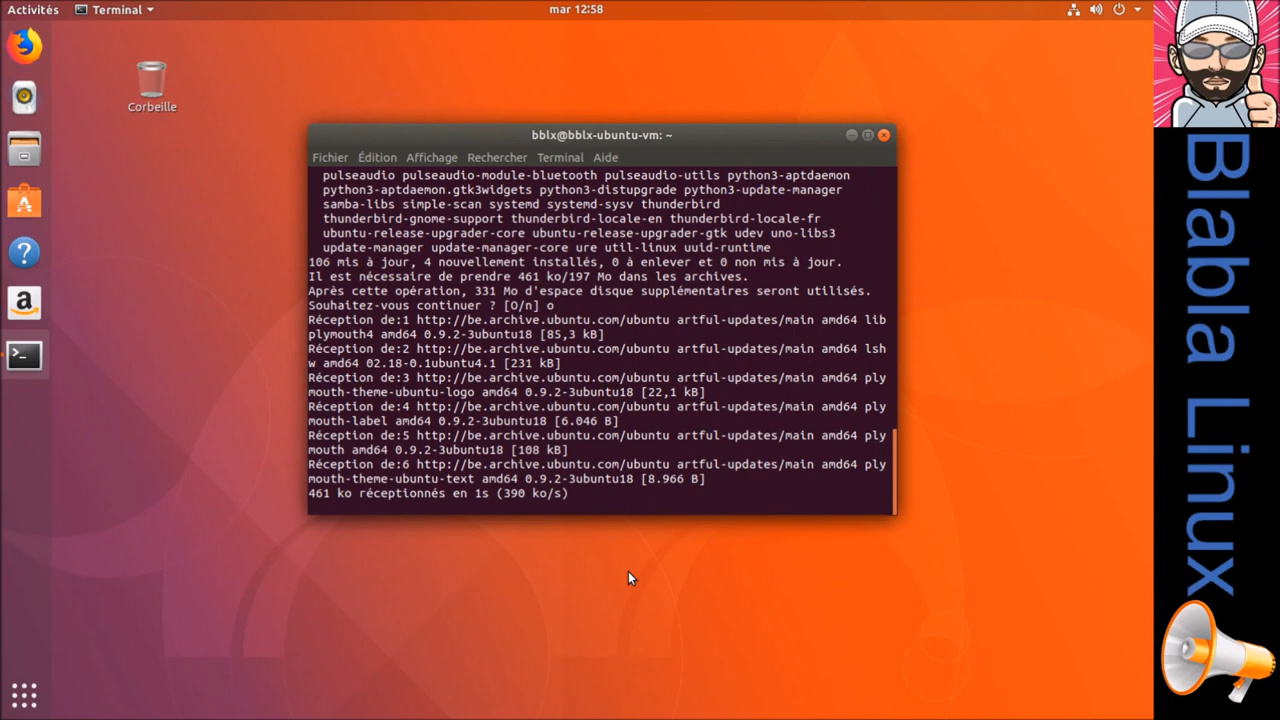 Activités
Terminal
mar 12:58
Corbeille
bblx@bblx-ubuntu-vm: ~
Fichier Édition Affichage Rechercher Terminal Aide
pulseaudio pulseaudio-module-bluetooth pulseaudio-utils python3-aptdaemon
python3-aptdaemon.gtk3widgets python3-distupgrade python3-update-manager
samba-libs simple-scan systemd systemd-sysv thunderbird
thunderbird-gnome-support thunderbird-locale-en thunderbird-locale-fr
ubuntu-release-upgrader-core ubuntu-release-upgrader-gtk udev uno-libs3
update-manager update-manager-core ure util-linux uuid-runtime
106 mis à jour, 4 nouvellement installés, 0 à enlever et 0 non mis à jour.
Il est nécessaire de prendre 461 ko/197 Mo dans les archives.
Après cette opération, 331 Mo d'espace disque supplémentaires seront utilisés.
Souhaitez-vous continuer ? [O/n] o
Réception de:1 http://be.archive.ubuntu.com/ubuntu artful-updates/main amd64 lib
plymouth4 amd64 0.9.2-3ubuntu18 [85,3 kB]
Réception de:2 http://be.archive.ubuntu.com/ubuntu artful-updates/main amd64 lsh
w amd64 02.18-0.1ubuntu4.1 [231 kB]
Réception de:3 http://be.archive.ubuntu.com/ubuntu artful-updates/main amd64 ply
mouth-theme-ubuntu-logo amd64 0.9.2-3ubuntu18 [22,1 kB]
Réception de:4 http://be.archive.ubuntu.com/ubuntu artful-updates/main amd64 ply
mouth-label amd64 0.9.2-3ubuntu18 [6.046 B]
Réception de:5 http://be.archive.ubuntu.com/ubuntu artful-updates/main amd64 ply
mouth amd64 0.9.2-3ubuntu18 [108 kB]
Réception de:6 http://be.archive.ubuntu.com/ubuntu artful-updates/main amd64 ply
mouth-theme-ubuntu-text amd64 0.9.2-3ubuntu18 [8.966 B]
461 ko réceptionnés en 1s (390 ko/s)
Blabla Linux